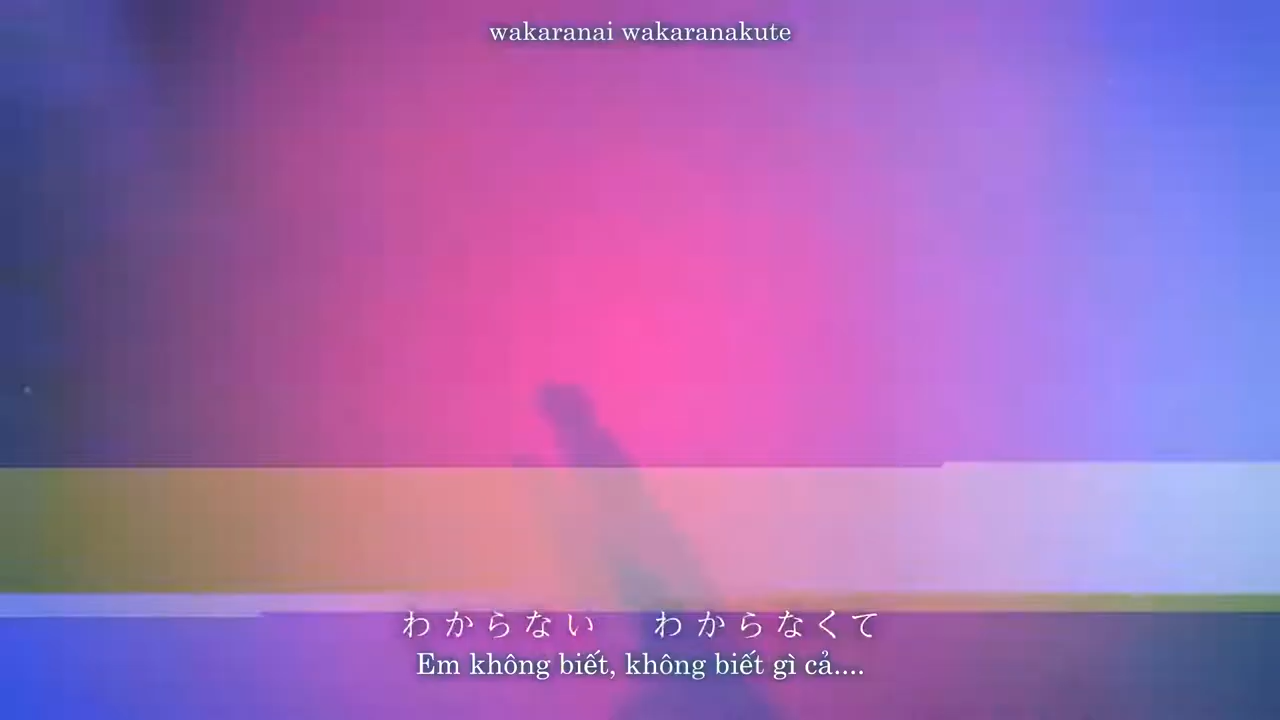 wakaranai wakaranakute
わからない　わからなくて
Em không biết, không biết gì cả....